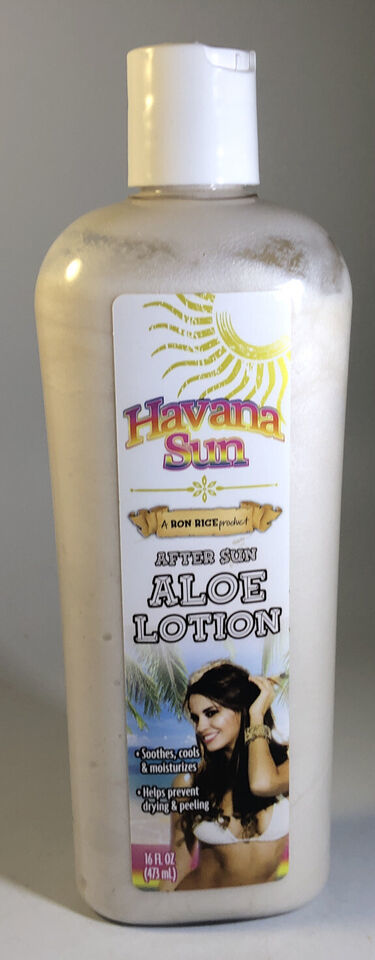 Havana
Sun
A RON RICE product
AFTER SUN
ALOE
LOTION
• Soothes, cools
& moisturizes
• Helps prevent
drying & peeling
16 FL OZ
(473 mL)